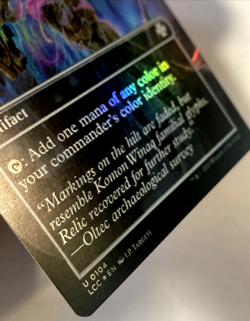 tifact
: Add one mana of any color in
your commander's color identity.
"Markings on the hilt are faded, but
resemble Komon Winaq familial glyphs.
Relic recovered for further study."
—Oltec archaeological survey
U 0104
LCC ★ EN